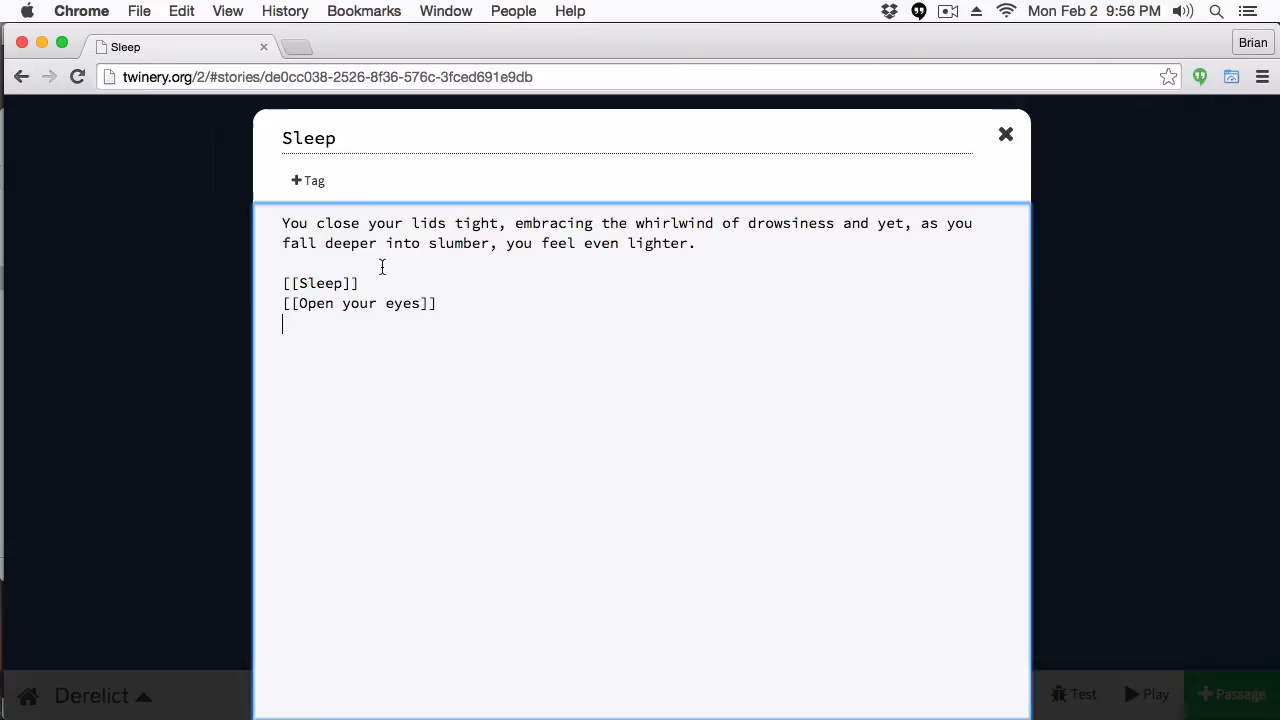 Chrome File Edit View History Bookmarks Window People Help Mon Feb 2 9:56 PM
Sleep Brian
twinery.org/2/#stories/de0cc038-2526-8f36-576c-3fced691e9db
Sleep
+Tag
You close your lids tight, embracing the whirlwind of drowsiness and yet, as you
fall deeper into slumber, you feel even lighter.
[[Sleep]]
[[Open your eyes]]
Derelict Test Play +Passage